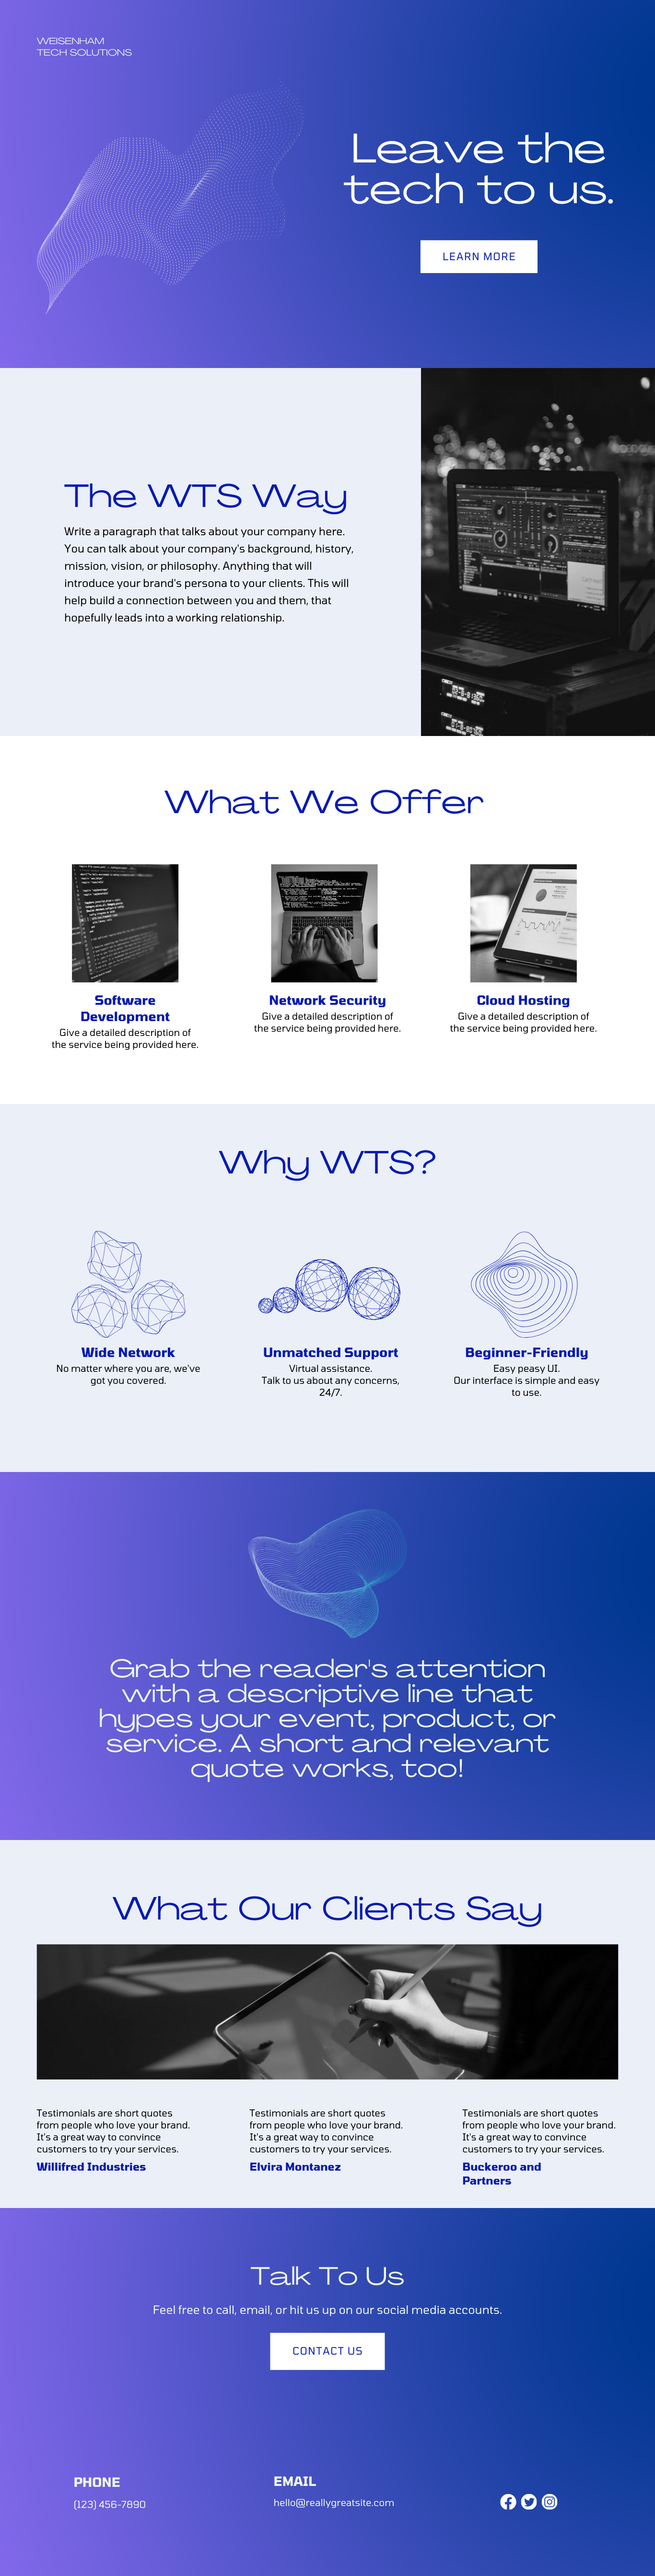 WEISENHAM
TECH SOLUTIONS
Leave the
tech to us.
LEARN MORE
The WTS Way
Write a paragraph that talks about your company here.
You can talk about your company's background, history,
mission, vision, or philosophy. Anything that will
introduce your brand's persona to your clients. This will
help build a connection between you and them, that
hopefully leads into a working relationship.
What We Offer
Software
Development
Give a detailed description of
the service being provided here.
Network Security
Give a detailed description of
the service being provided here.
Cloud Hosting
Give a detailed description of
the service being provided here.
Why WTS?
Wide Network
No matter where you are, we've
got you covered.
Unmatched Support
Virtual assistance.
Talk to us about any concerns,
24/7.
Beginner-Friendly
Easy peasy UI.
Our interface is simple and easy
to use.
Grab the reader's attention
with a descriptive line that
hypes your event, product, or
service. A short and relevant
quote works, too!
What Our Clients Say
Testimonials are short quotes
from people who love your brand.
It's a great way to convince
customers to try your services.
Willifred Industries
Testimonials are short quotes
from people who love your brand.
It's a great way to convince
customers to try your services.
Elvira Montanez
Testimonials are short quotes
from people who love your brand.
It's a great way to convince
customers to try your services.
Buckeroo and
Partners
Talk To Us
Feel free to call, email, or hit us up on our social media accounts.
CONTACT US
PHONE
(123) 456-7890
EMAIL
hello@reallygreatsite.com